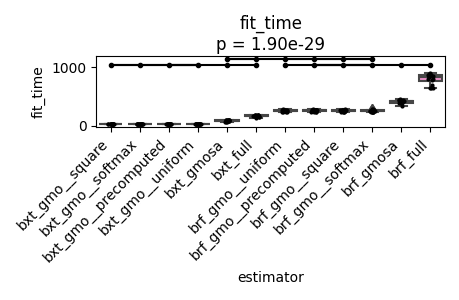 fit_time
p = 1.90e-29
fit_time
1000
0
bxt_gmo__square
bxt_gmo__softmax
bxt_gmo__precomputed
bxt_gmo__uniform
bxt_gmosa
bxt_full
brf_gmo__uniform
brf_gmo__precomputed
brf_gmo__square
brf_gmo__softmax
brf_gmosa
brf_full
estimator